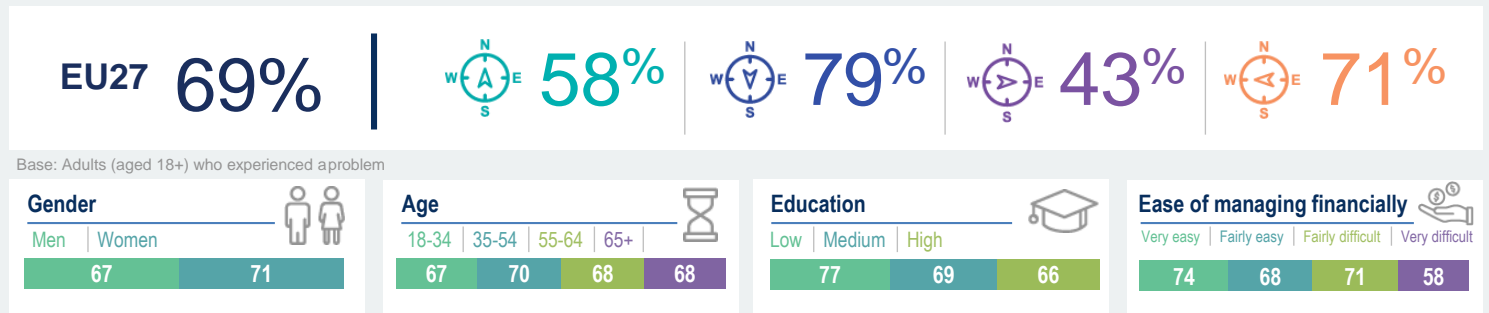 EU27 69% N W E S 58% N W E S 79% N W E S 43% N W E S 71%
Base: Adults (aged 18+) who experienced aproblem
Gender
Men Women
67 71
Age
18-34 35-54 55-64 65+
67 70 68 68
Education
Low Medium High
77 69 66
Ease of managing financially
Very easy Fairly easy Fairly difficult Very difficult
74 68 71 58